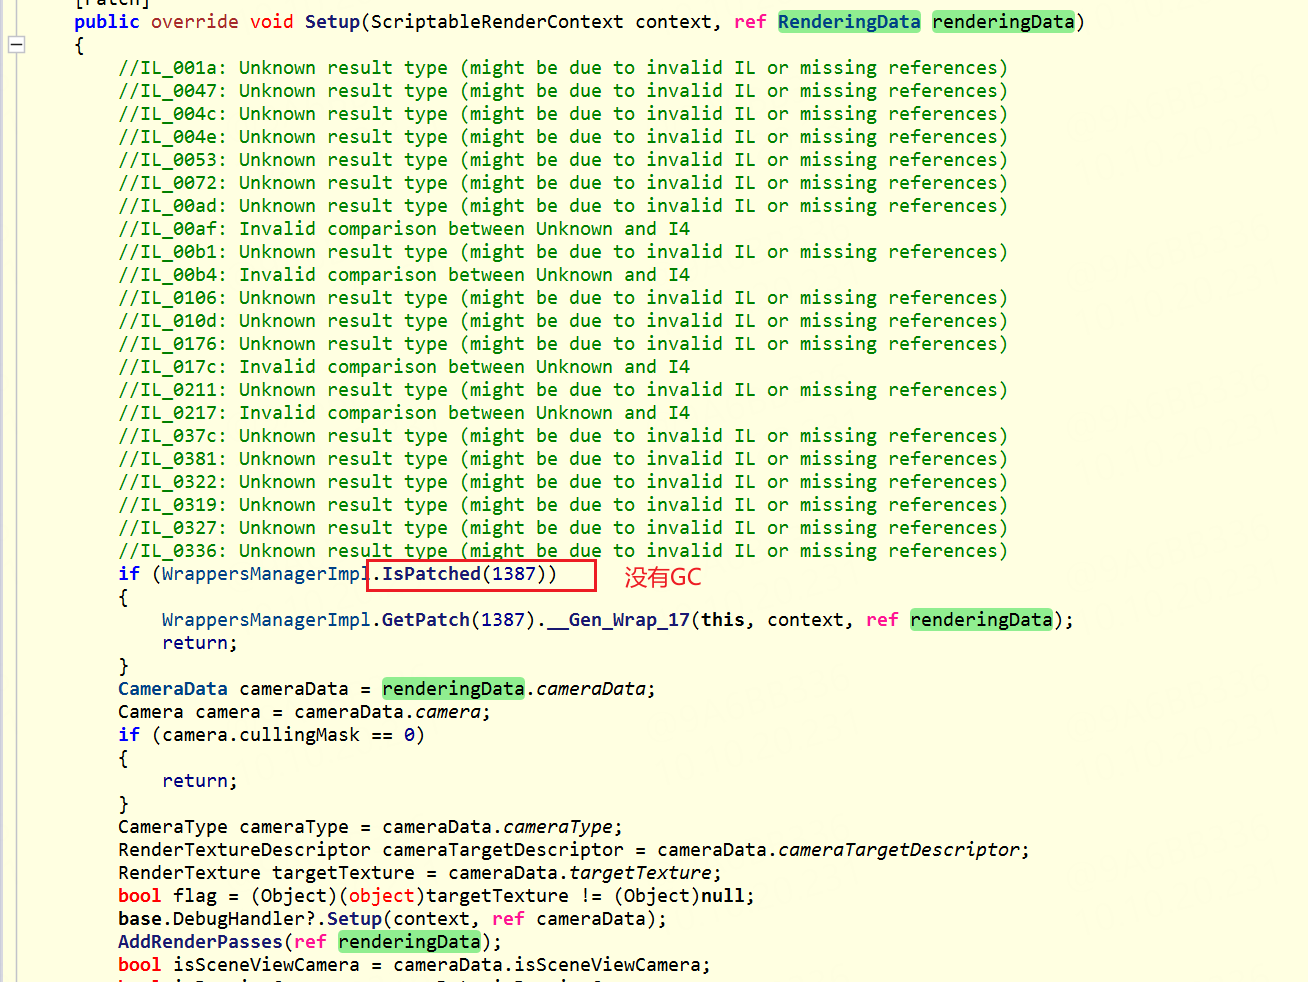 [Patch]
public override void Setup(ScriptableRenderContext context, ref RenderingData renderingData)
{
//IL_001a: Unknown result type (might be due to invalid IL or missing references)
//IL_0047: Unknown result type (might be due to invalid IL or missing references)
//IL_004c: Unknown result type (might be due to invalid IL or missing references)
//IL_004e: Unknown result type (might be due to invalid IL or missing references)
//IL_0053: Unknown result type (might be due to invalid IL or missing references)
//IL_0072: Unknown result type (might be due to invalid IL or missing references)
//IL_00ad: Unknown result type (might be due to invalid IL or missing references)
//IL_00af: Invalid comparison between Unknown and I4
//IL_00b1: Unknown result type (might be due to invalid IL or missing references)
//IL_00b4: Invalid comparison between Unknown and I4
//IL_0106: Unknown result type (might be due to invalid IL or missing references)
//IL_010d: Unknown result type (might be due to invalid IL or missing references)
//IL_0176: Unknown result type (might be due to invalid IL or missing references)
//IL_017c: Invalid comparison between Unknown and I4
//IL_0211: Unknown result type (might be due to invalid IL or missing references)
//IL_0217: Invalid comparison between Unknown and I4
//IL_037c: Unknown result type (might be due to invalid IL or missing references)
//IL_0381: Unknown result type (might be due to invalid IL or missing references)
//IL_0322: Unknown result type (might be due to invalid IL or missing references)
//IL_0319: Unknown result type (might be due to invalid IL or missing references)
//IL_0327: Unknown result type (might be due to invalid IL or missing references)
//IL_0336: Unknown result type (might be due to invalid IL or missing references)
if (WrappersManagerImpl.IsPatched(1387)) 没有GC
{
WrappersManagerImpl.GetPatch(1387).__Gen_Wrap_17(this, context, ref renderingData);
return;
}
CameraData cameraData = renderingData.cameraData;
Camera camera = cameraData.camera;
if (camera.cullingMask == 0)
{
return;
}
CameraType cameraType = cameraData.cameraType;
RenderTextureDescriptor cameraTargetDescriptor = cameraData.cameraTargetDescriptor;
RenderTexture targetTexture = cameraData.targetTexture;
bool flag = (Object)(object)targetTexture != (Object)null;
base.DebugHandler?.Setup(context, ref cameraData);
AddRenderPasses(ref renderingData);
bool isSceneViewCamera = cameraData.isSceneViewCamera;